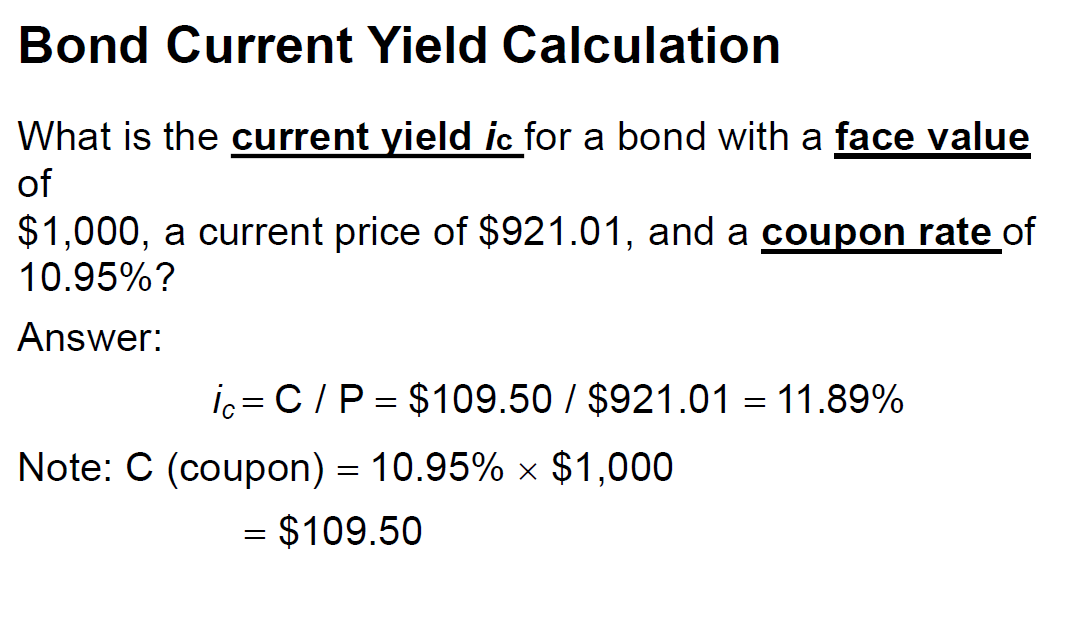 Bond Current Yield Calculation
What is the current yield ic for a bond with a face value
of
$1,000, a current price of $921.01, and a coupon rate of
10.95%?
Answer:
ic = C / P = $109.50 / $921.01 = 11.89%
Note: C (coupon) = 10.95% × $1,000
= $109.50